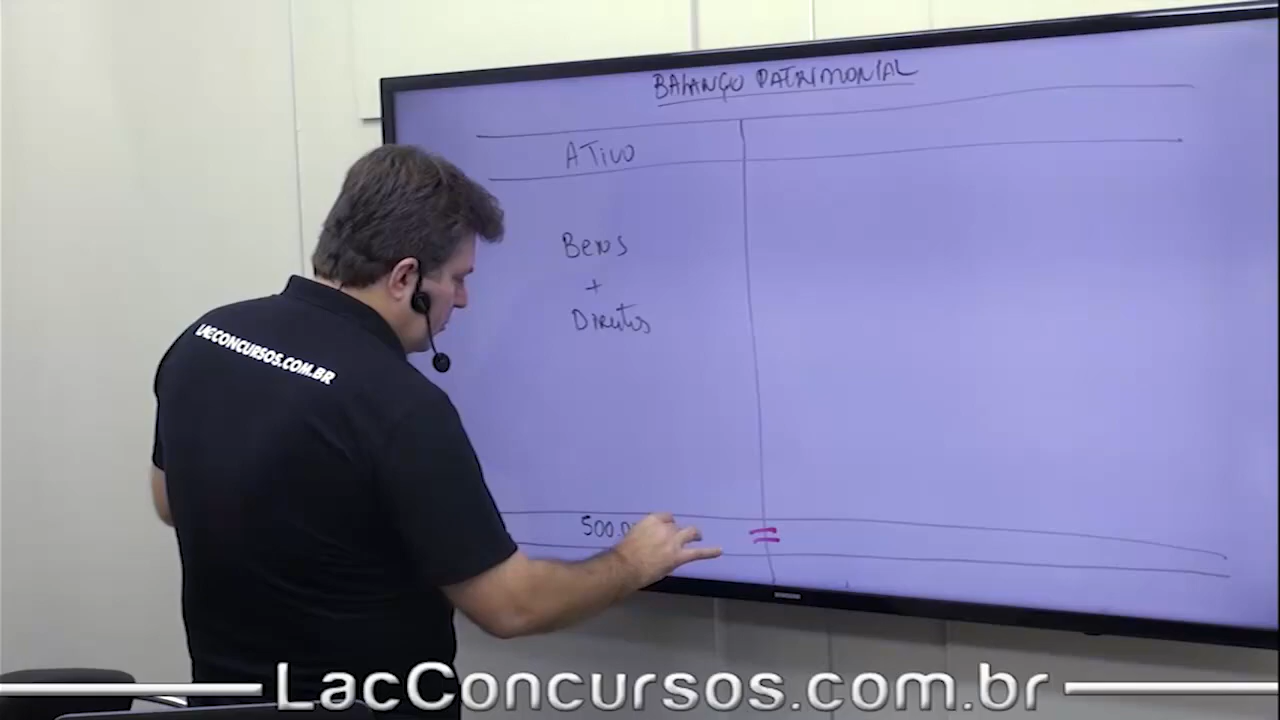 BALANÇO PATRIMONIAL
ATIVO
Bens
+
Direitos
500.0
=
LACCONCURSOS.COM.BR
LacConcursos.com.br